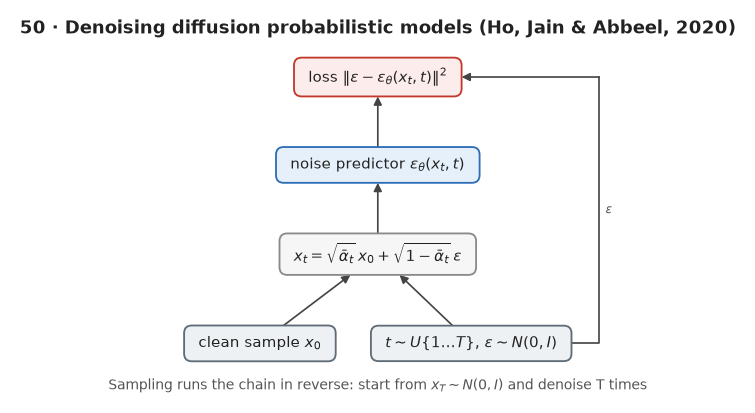 50 · Denoising diffusion probabilistic models (Ho, Jain & Abbeel, 2020)
loss ‖ε − ε_θ(x_t, t)‖²
noise predictor ε_θ(x_t, t)
ε
x_t = √ᾱ_t x_0 + √1 − ᾱ_t ε
clean sample x_0
t ~ U{1...T}, ε ~ N(0, I)
Sampling runs the chain in reverse: start from x_T ~ N(0, I) and denoise T times